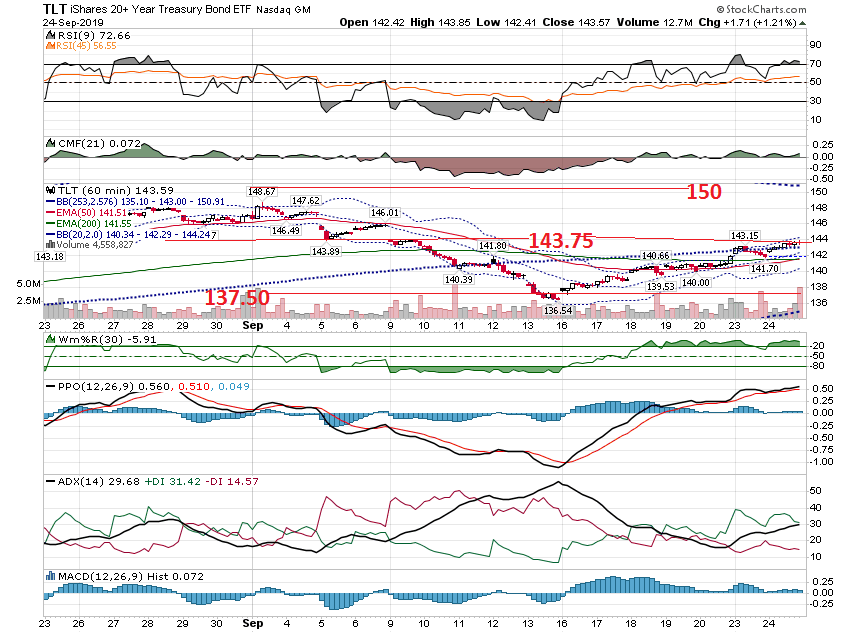 TLT iShares 20+ Year Treasury Bond ETF Nasdaq GM © StockCharts.com
24-Sep-2019 Open 142.42 High 143.85 Low 142.41 Close 143.57 Volume 12.7M Chg +1.71 (+1.21%)
RSI(9) 72.66
RSI(45) 56.55
90
70
50
30
10
CMF(21) 0.072
0.25
0.00
-0.25
-0.50
TLT (60 min) 143.59
BB(253,2.576) 135.10 - 143.00 - 150.91
EMA(50) 141.51
EMA(200) 141.55
BB(20,2.0) 140.34 - 142.29 - 144.247
Volume 4,558,827
150
148
146
144
142
140
138
136
5.0M
2.5M
143.18
148.67
147.62
146.49
143.89
146.01
141.80
140.39
136.54
140.66
139.53
140.00
143.15
141.70
150
143.75
137.50
23 26 27 28 29 30 Sep 4 5 6 9 10 11 12 13 16 17 18 19 20 23 24
Wm%R(30) -5.91
-20
-50
-80
PPO(12,26,9) 0.560, 0.510, 0.049
0.50
0.25
0.00
-0.25
-0.50
-0.75
-1.00
ADX(14) 29.68 +DI 31.42 -DI 14.57
50
40
30
20
10
MACD(12,26,9) Hist 0.072
0.25
0.00
-0.25
23 26 27 28 29 30 Sep 4 5 6 9 10 11 12 13 16 17 18 19 20 23 24